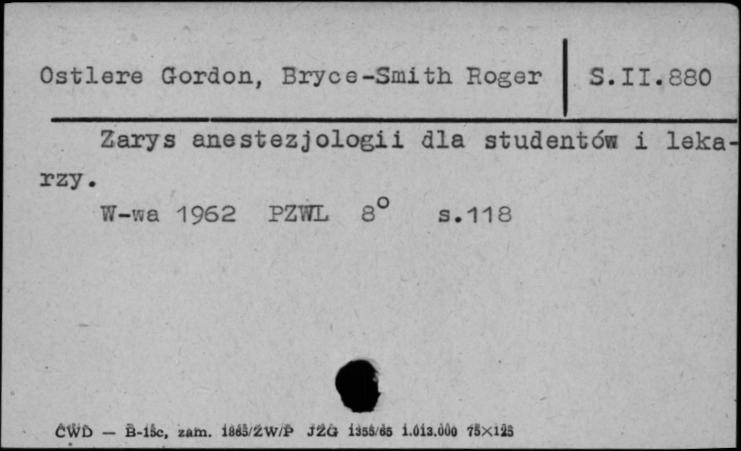 Ostlere Gordon, Bryce-Smith Roger S.II.880
Zarys anestezjologii dla studentów i leka-
rzy.
W-wa 1962 PZWL 8° s.118
CWD — B-15c, zam. 1865/ZW/P JZG 1355/65 1.013.000 75×125